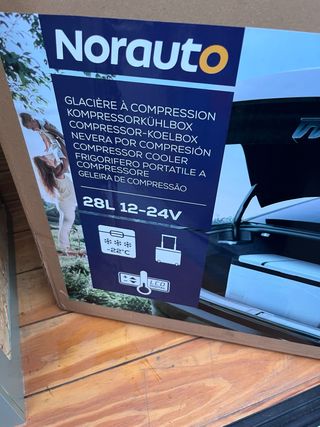 Norauto
GLACIÈRE À COMPRESSION
KOMPRESSORKÜHLBOX
COMPRESSOR-KOELBOX
NEVERA POR COMPRESIÓN
COMPRESSOR COOLER
FRIGORIFERO PORTATILE A
COMPRESSORE
GELEIRA DE COMPRESSÃO
28L 12-24V
-22°C
LCD